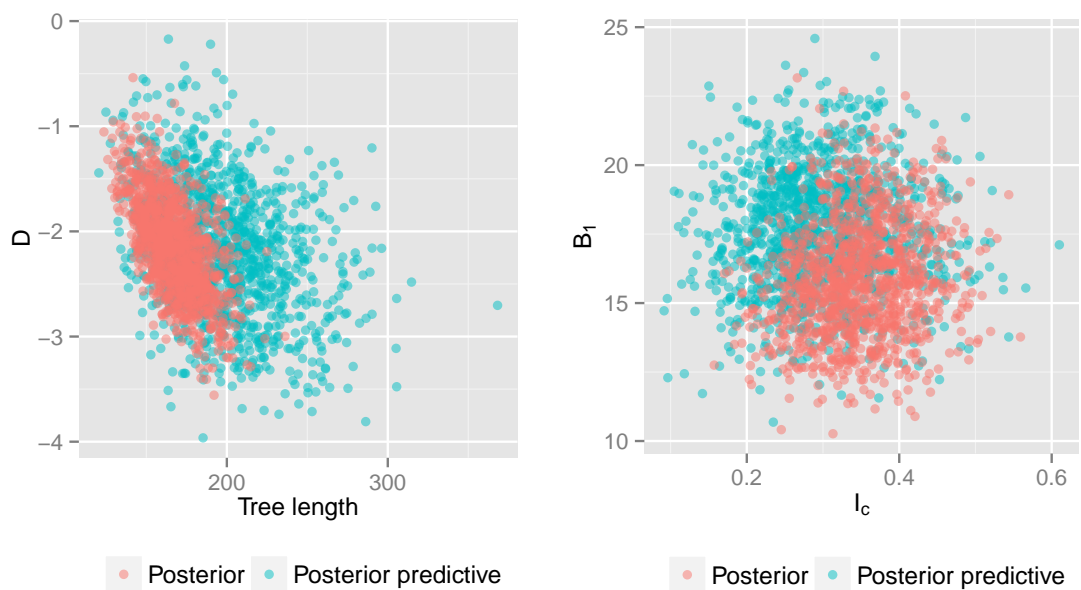 0
−1
−2
−3
−4
D
200 300
Tree length
Posterior Posterior predictive
25
20
15
10
B1
0.2 0.4 0.6
Ic
Posterior Posterior predictive